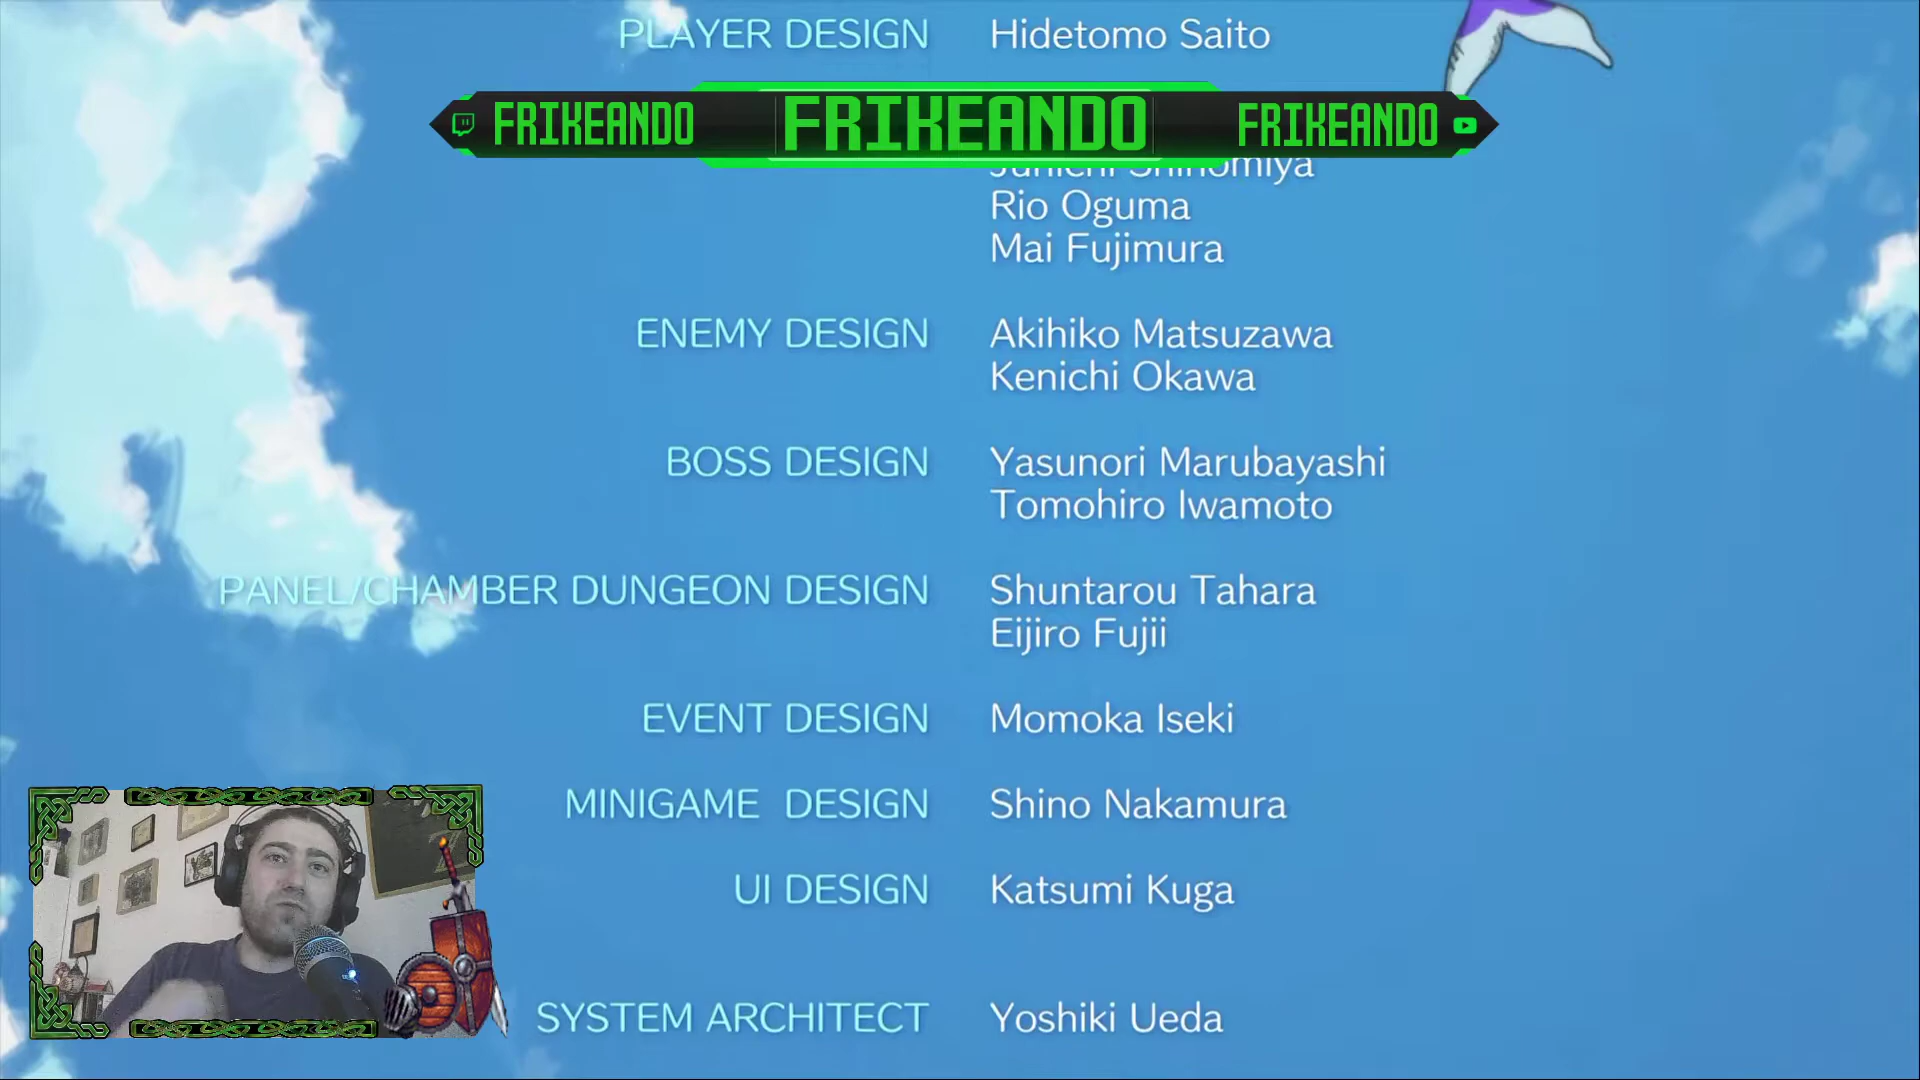 PLAYER DESIGN Hidetomo Saito
FRIKEANDO FRIKEANDO FRIKEANDO
Junichi Shinomiya
Rio Oguma
Mai Fujimura
ENEMY DESIGN Akihiko Matsuzawa
Kenichi Okawa
BOSS DESIGN Yasunori Marubayashi
Tomohiro Iwamoto
PANEL/CHAMBER DUNGEON DESIGN Shuntarou Tahara
Eijiro Fujii
EVENT DESIGN Momoka Iseki
MINIGAME DESIGN Shino Nakamura
UI DESIGN Katsumi Kuga
SYSTEM ARCHITECT Yoshiki Ueda